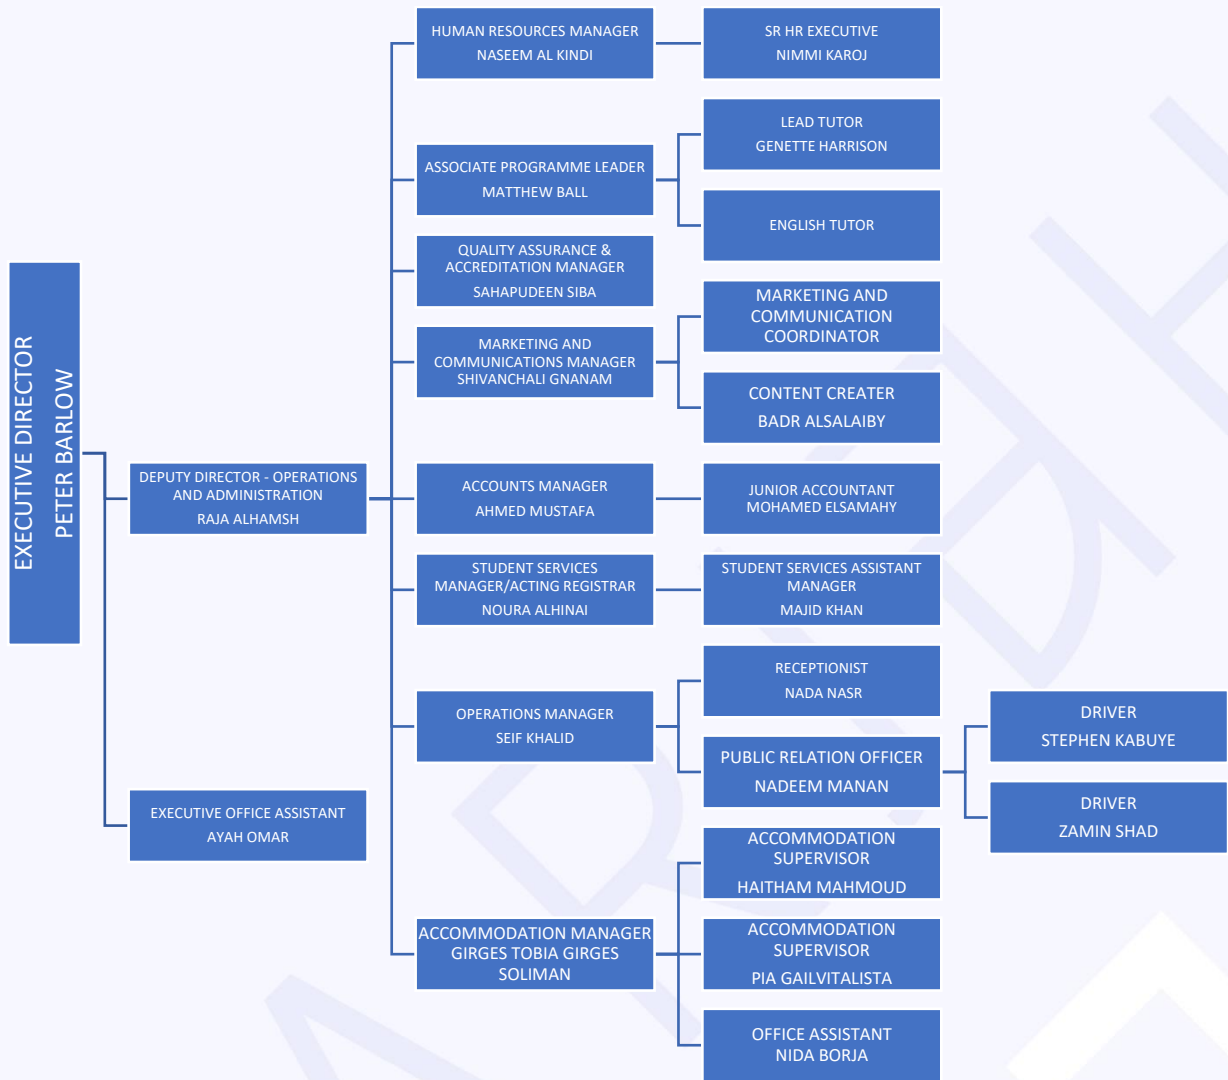 EXECUTIVE DIRECTOR
PETER BARLOW
DEPUTY DIRECTOR - OPERATIONS
AND ADMINISTRATION
RAJA ALHAMSH
HUMAN RESOURCES MANAGER
NASEEM AL KINDI
SR HR EXECUTIVE
NIMMI KAROJ
ASSOCIATE PROGRAMME LEADER
MATTHEW BALL
LEAD TUTOR
GENETTE HARRISON
ENGLISH TUTOR
QUALITY ASSURANCE &
ACCREDITATION MANAGER
SAHAPUDEEN SIBA
MARKETING AND
COMMUNICATIONS MANAGER
SHIVANCHALI GNANAM
MARKETING AND
COMMUNICATION
COORDINATOR
CONTENT CREATER
BADR ALSALAIBY
ACCOUNTS MANAGER
AHMED MUSTAFA
JUNIOR ACCOUNTANT
MOHAMED ELSAMAHY
STUDENT SERVICES
MANAGER/ACTING REGISTRAR
NOURA ALHINAI
STUDENT SERVICES ASSISTANT
MANAGER
MAJID KHAN
OPERATIONS MANAGER
SEIF KHALID
RECEPTIONIST
NADA NASR
PUBLIC RELATION OFFICER
NADEEM MANAN
DRIVER
STEPHEN KABUYE
DRIVER
ZAMIN SHAD
ACCOMMODATION MANAGER
GIRGES TOBIA GIRGES
SOLIMAN
ACCOMMODATION
SUPERVISOR
HAITHAM MAHMOUD
ACCOMMODATION
SUPERVISOR
PIA GAILVITALISTA
OFFICE ASSISTANT
NIDA BORJA
EXECUTIVE OFFICE ASSISTANT
AYAH OMAR